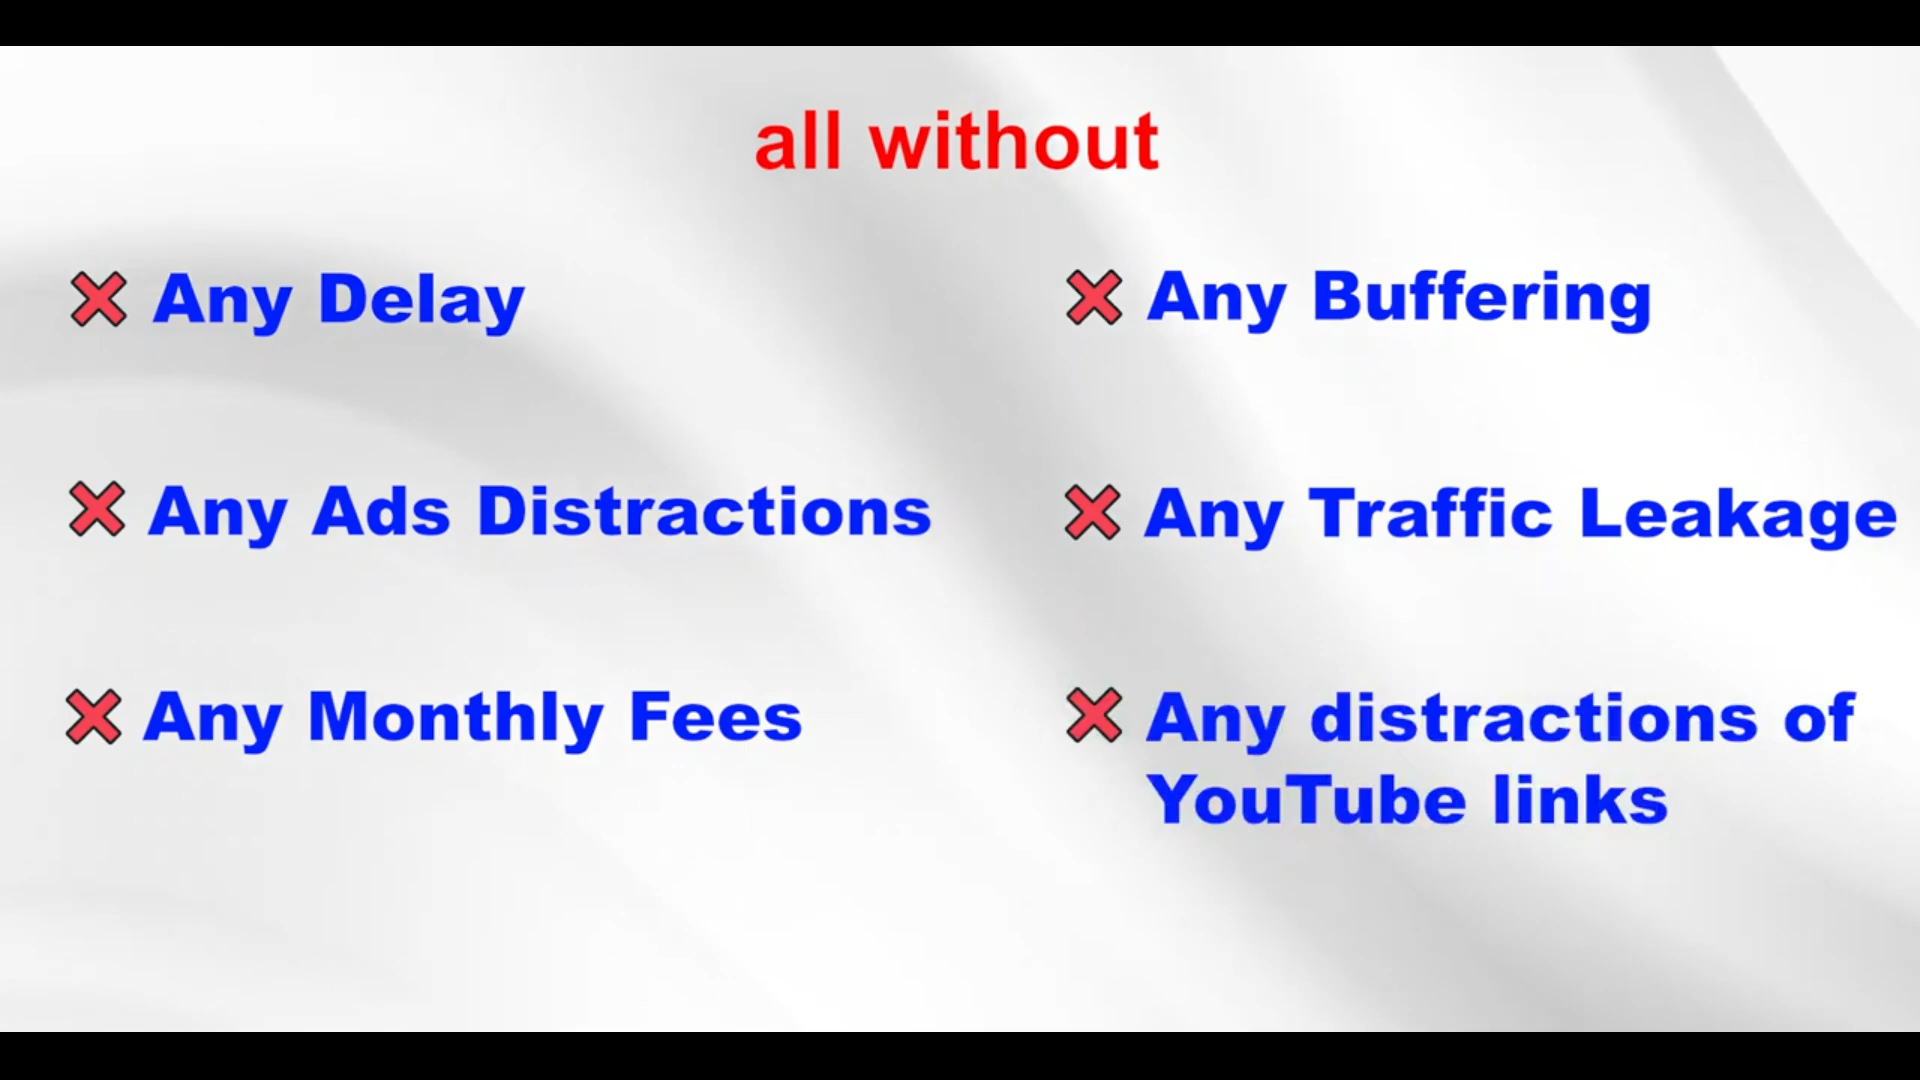 all without
❌ Any Delay
❌ Any Buffering
❌ Any Ads Distractions
❌ Any Traffic Leakage
❌ Any Monthly Fees
❌ Any distractions of
YouTube links